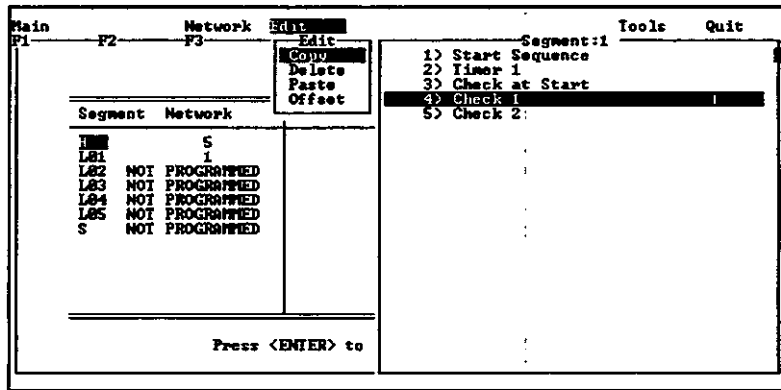 Main Network Edit Tools Quit
F1 F2 F3 Edit Segment:1
Copy
Delete
Paste
Offset
1) Start Sequence
2) Timer 1
3) Check at Start
4) Check 1
5) Check 2
Segment Network
5
L01 1
L02 NOT PROGRAMMED
L03 NOT PROGRAMMED
L04 NOT PROGRAMMED
L05 NOT PROGRAMMED
S NOT PROGRAMMED
Press <ENTER> to